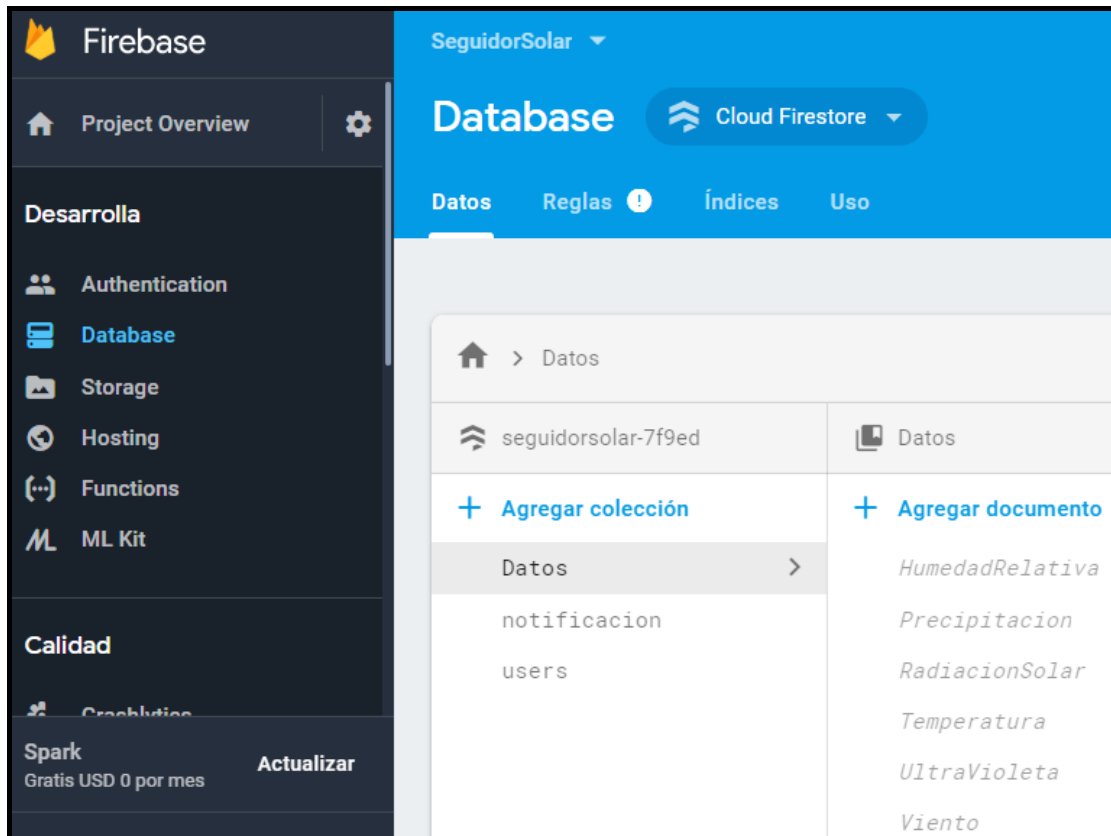 Firebase
Project Overview
Desarrolla
Authentication
Database
Storage
Hosting
Functions
ML Kit
Calidad
Crashlytics
Spark
Gratis USD 0 por mes
Actualizar
SeguidorSolar
Database
Cloud Firestore
Datos Reglas ! Índices Uso
> Datos
seguidorsolar-7f9ed
+ Agregar colección
Datos >
notificacion
users
Datos
+ Agregar documento
HumedadRelativa
Precipitacion
RadiacionSolar
Temperatura
UltraVioleta
Viento